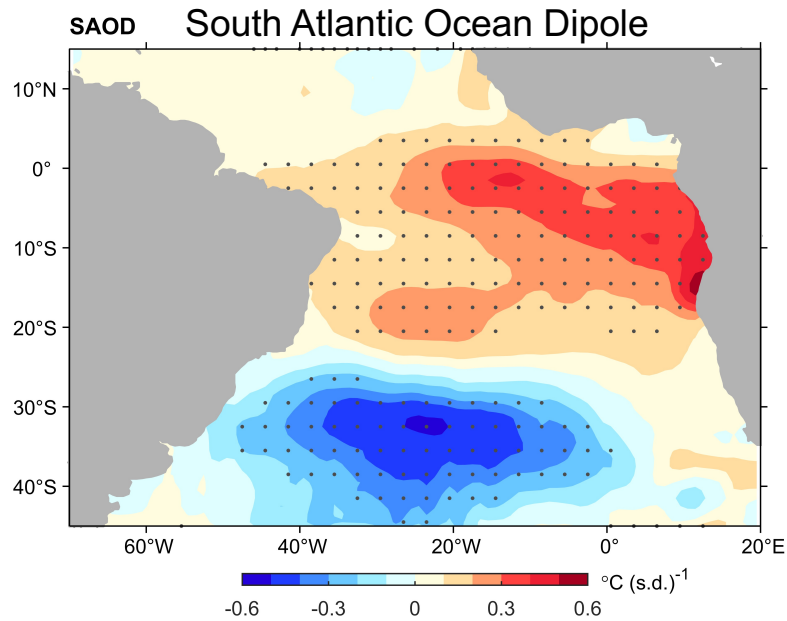 SAOD South Atlantic Ocean Dipole
10°N
0°
10°S
20°S
30°S
40°S
60°W 40°W 20°W 0° 20°E
°C (s.d.)⁻¹
-0.6 -0.3 0 0.3 0.6